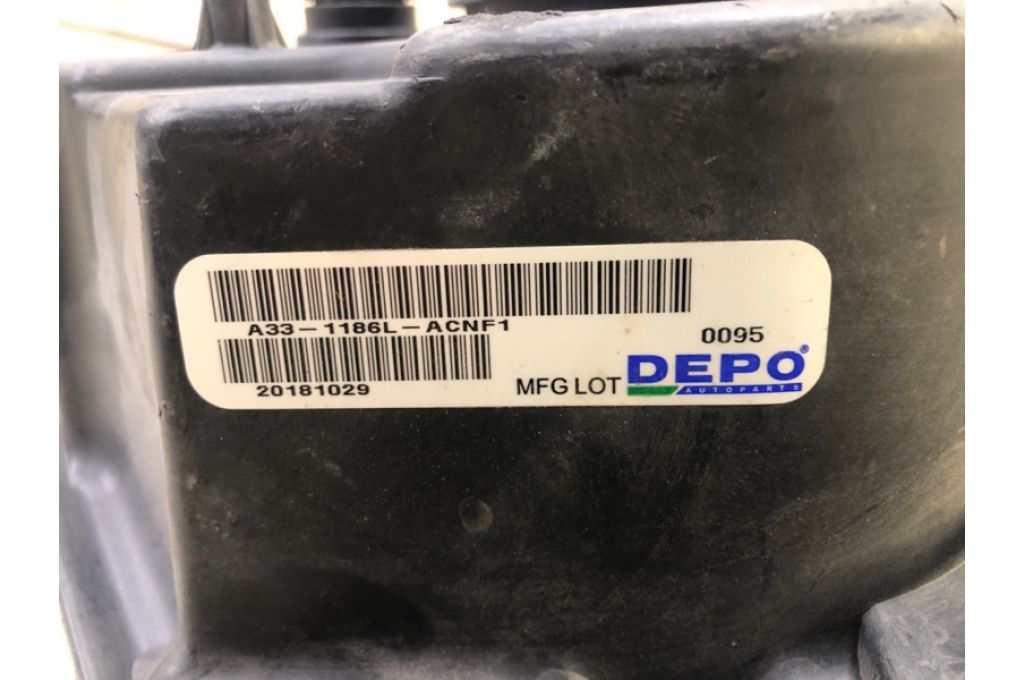 A33-1186L-ACNF1
0095
20181029
MFG LOT
DEPO®
AUTOPARTS